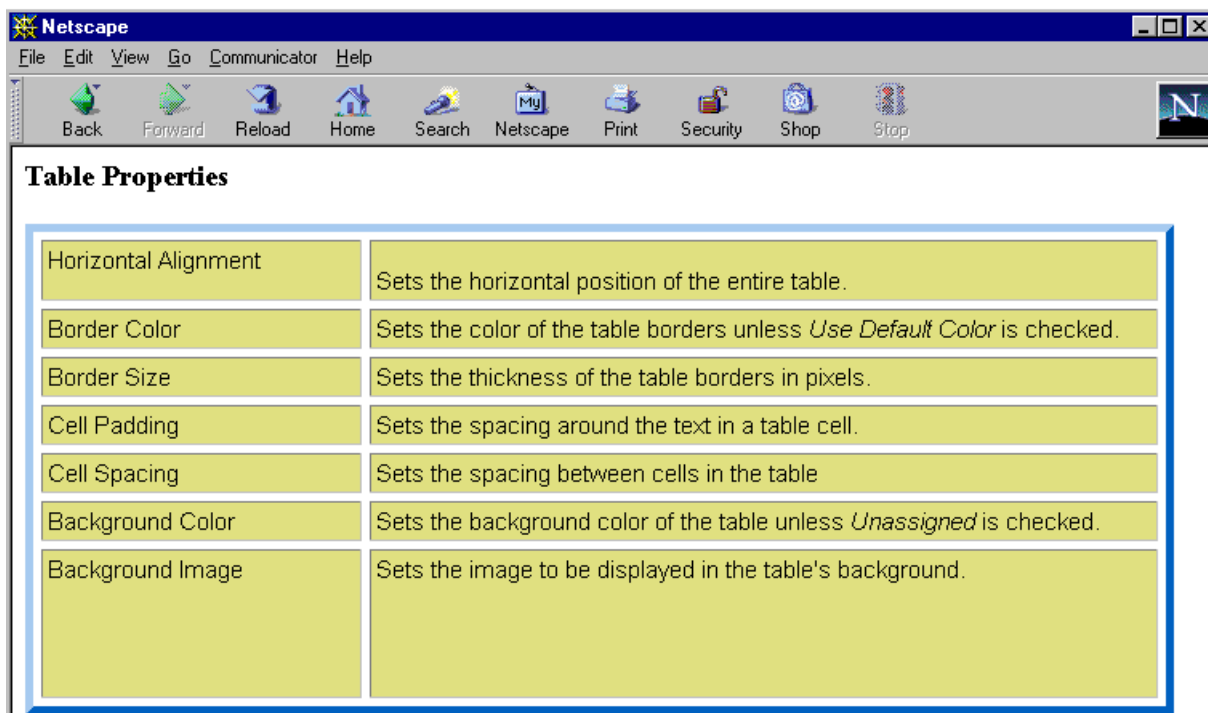 Netscape
File Edit View Go Communicator Help
Back Forward Reload Home Search Netscape Print Security Shop Stop
My
N
Table Properties
Horizontal Alignment
Sets the horizontal position of the entire table.
Border Color Sets the color of the table borders unless Use Default Color is checked.
Border Size Sets the thickness of the table borders in pixels.
Cell Padding Sets the spacing around the text in a table cell.
Cell Spacing Sets the spacing between cells in the table
Background Color Sets the background color of the table unless Unassigned is checked.
Background Image Sets the image to be displayed in the table's background.